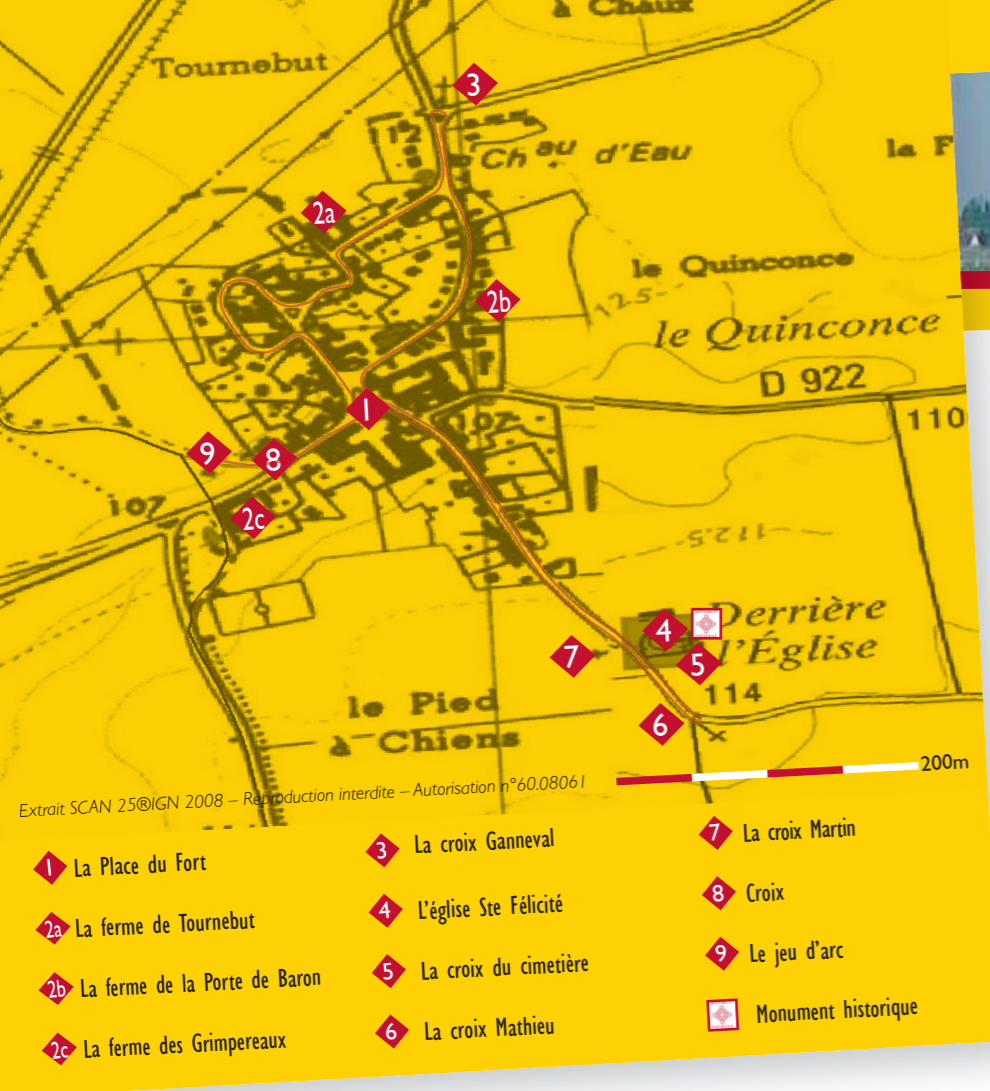 à Chaux
Tournebut
3
112
Ch au d'Eau
2a
le Quinconce
2b
12.5
le Quinconce
D 922
1
107
110
9
8
107
2c
112.5
4
Derrière
l'Église
7
5
114
6
le Pied
à Chiens
200m
Extrait SCAN 25®IGN 2008 – Reproduction interdite – Autorisation n°60.08061
1 La Place du Fort
2a La ferme de Tournebut
2b La ferme de la Porte de Baron
2c La ferme des Grimpereaux
3 La croix Ganneval
4 L'église Ste Félicité
5 La croix du cimetière
6 La croix Mathieu
7 La croix Martin
8 Croix
9 Le jeu d'arc
Monument historique